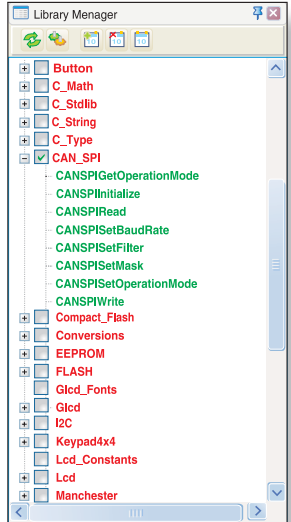 Library Menager
Button
C_Math
C_Stdlib
C_String
C_Type
CAN_SPI
CANSPIGetOperationMode
CANSPIInitialize
CANSPIRead
CANSPISetBaudRate
CANSPISetFilter
CANSPISetMask
CANSPISetOperationMode
CANSPIWrite
Compact_Flash
Conversions
EEPROM
FLASH
Glcd_Fonts
Glcd
I2C
Keypad4x4
Lcd_Constants
Lcd
Manchester